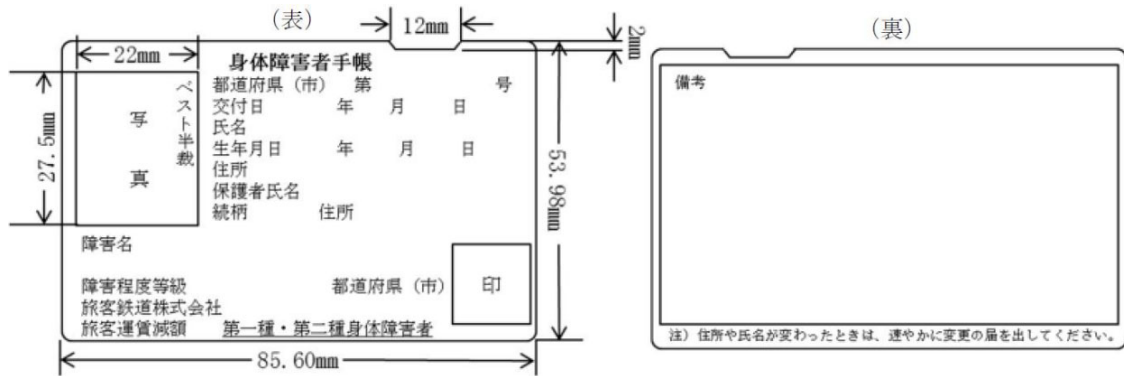 （表）
12mm
2mm
22mm
身体障害者手帳
都道府県（市）　第　　　　　号
ベスト半裁
写真
27.5mm
交付日　　　年　　月　　日
氏名
生年月日　　　年　　月　　日
住所
保護者氏名
続柄　　　住所
53.98mm
障害名
障害程度等級　　　　　都道府県（市）　印
旅客鉄道株式会社
旅客運賃減額　　第一種・第二種身体障害者
85.60mm
（裏）
備考
注）住所や氏名が変わったときは、速やかに変更の届を出してください。